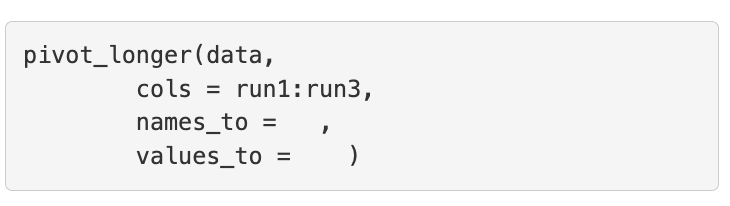 pivot_longer(data,
        cols = run1:run3,
        names_to =   ,
        values_to =    )